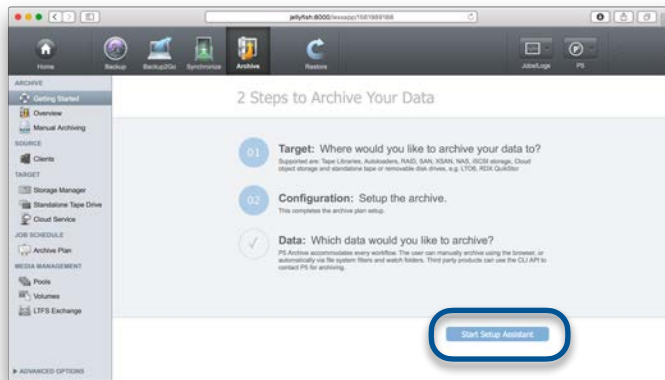 jellyfish:8000/lexxapp/1561989188
0
Home
Backup
Backup2Go
Synchronize
Archive
Restore
Jobs/Logs
P5
ARCHIVE
Getting Started
Overview
Manual Archiving
SOURCE
Clients
TARGET
Storage Manager
Standalone Tape Drive
Cloud Service
JOB SCHEDULE
Archive Plan
MEDIA MANAGEMENT
Pools
Volumes
LTFS Exchange
ADVANCED OPTIONS
2 Steps to Archive Your Data
01
Target: Where would you like to archive your data to?
Supported are: Tape Libraries, Autoloaders, RAID, SAN, XSAN, NAS, iSCSI storage, Cloud
object storage and standalone tape or removable disk drives, e.g. LTO6, RDX QuikStor
02
Configuration: Setup the archive.
This completes the archive plan setup.
Data: Which data would you like to archive?
P5 Archive accommodates every workflow. The user can manually archive using the browser, or
automatically via file system filters and watch folders. Third party products can use the CLI API to
contact P5 for archiving.
Start Setup Assistant